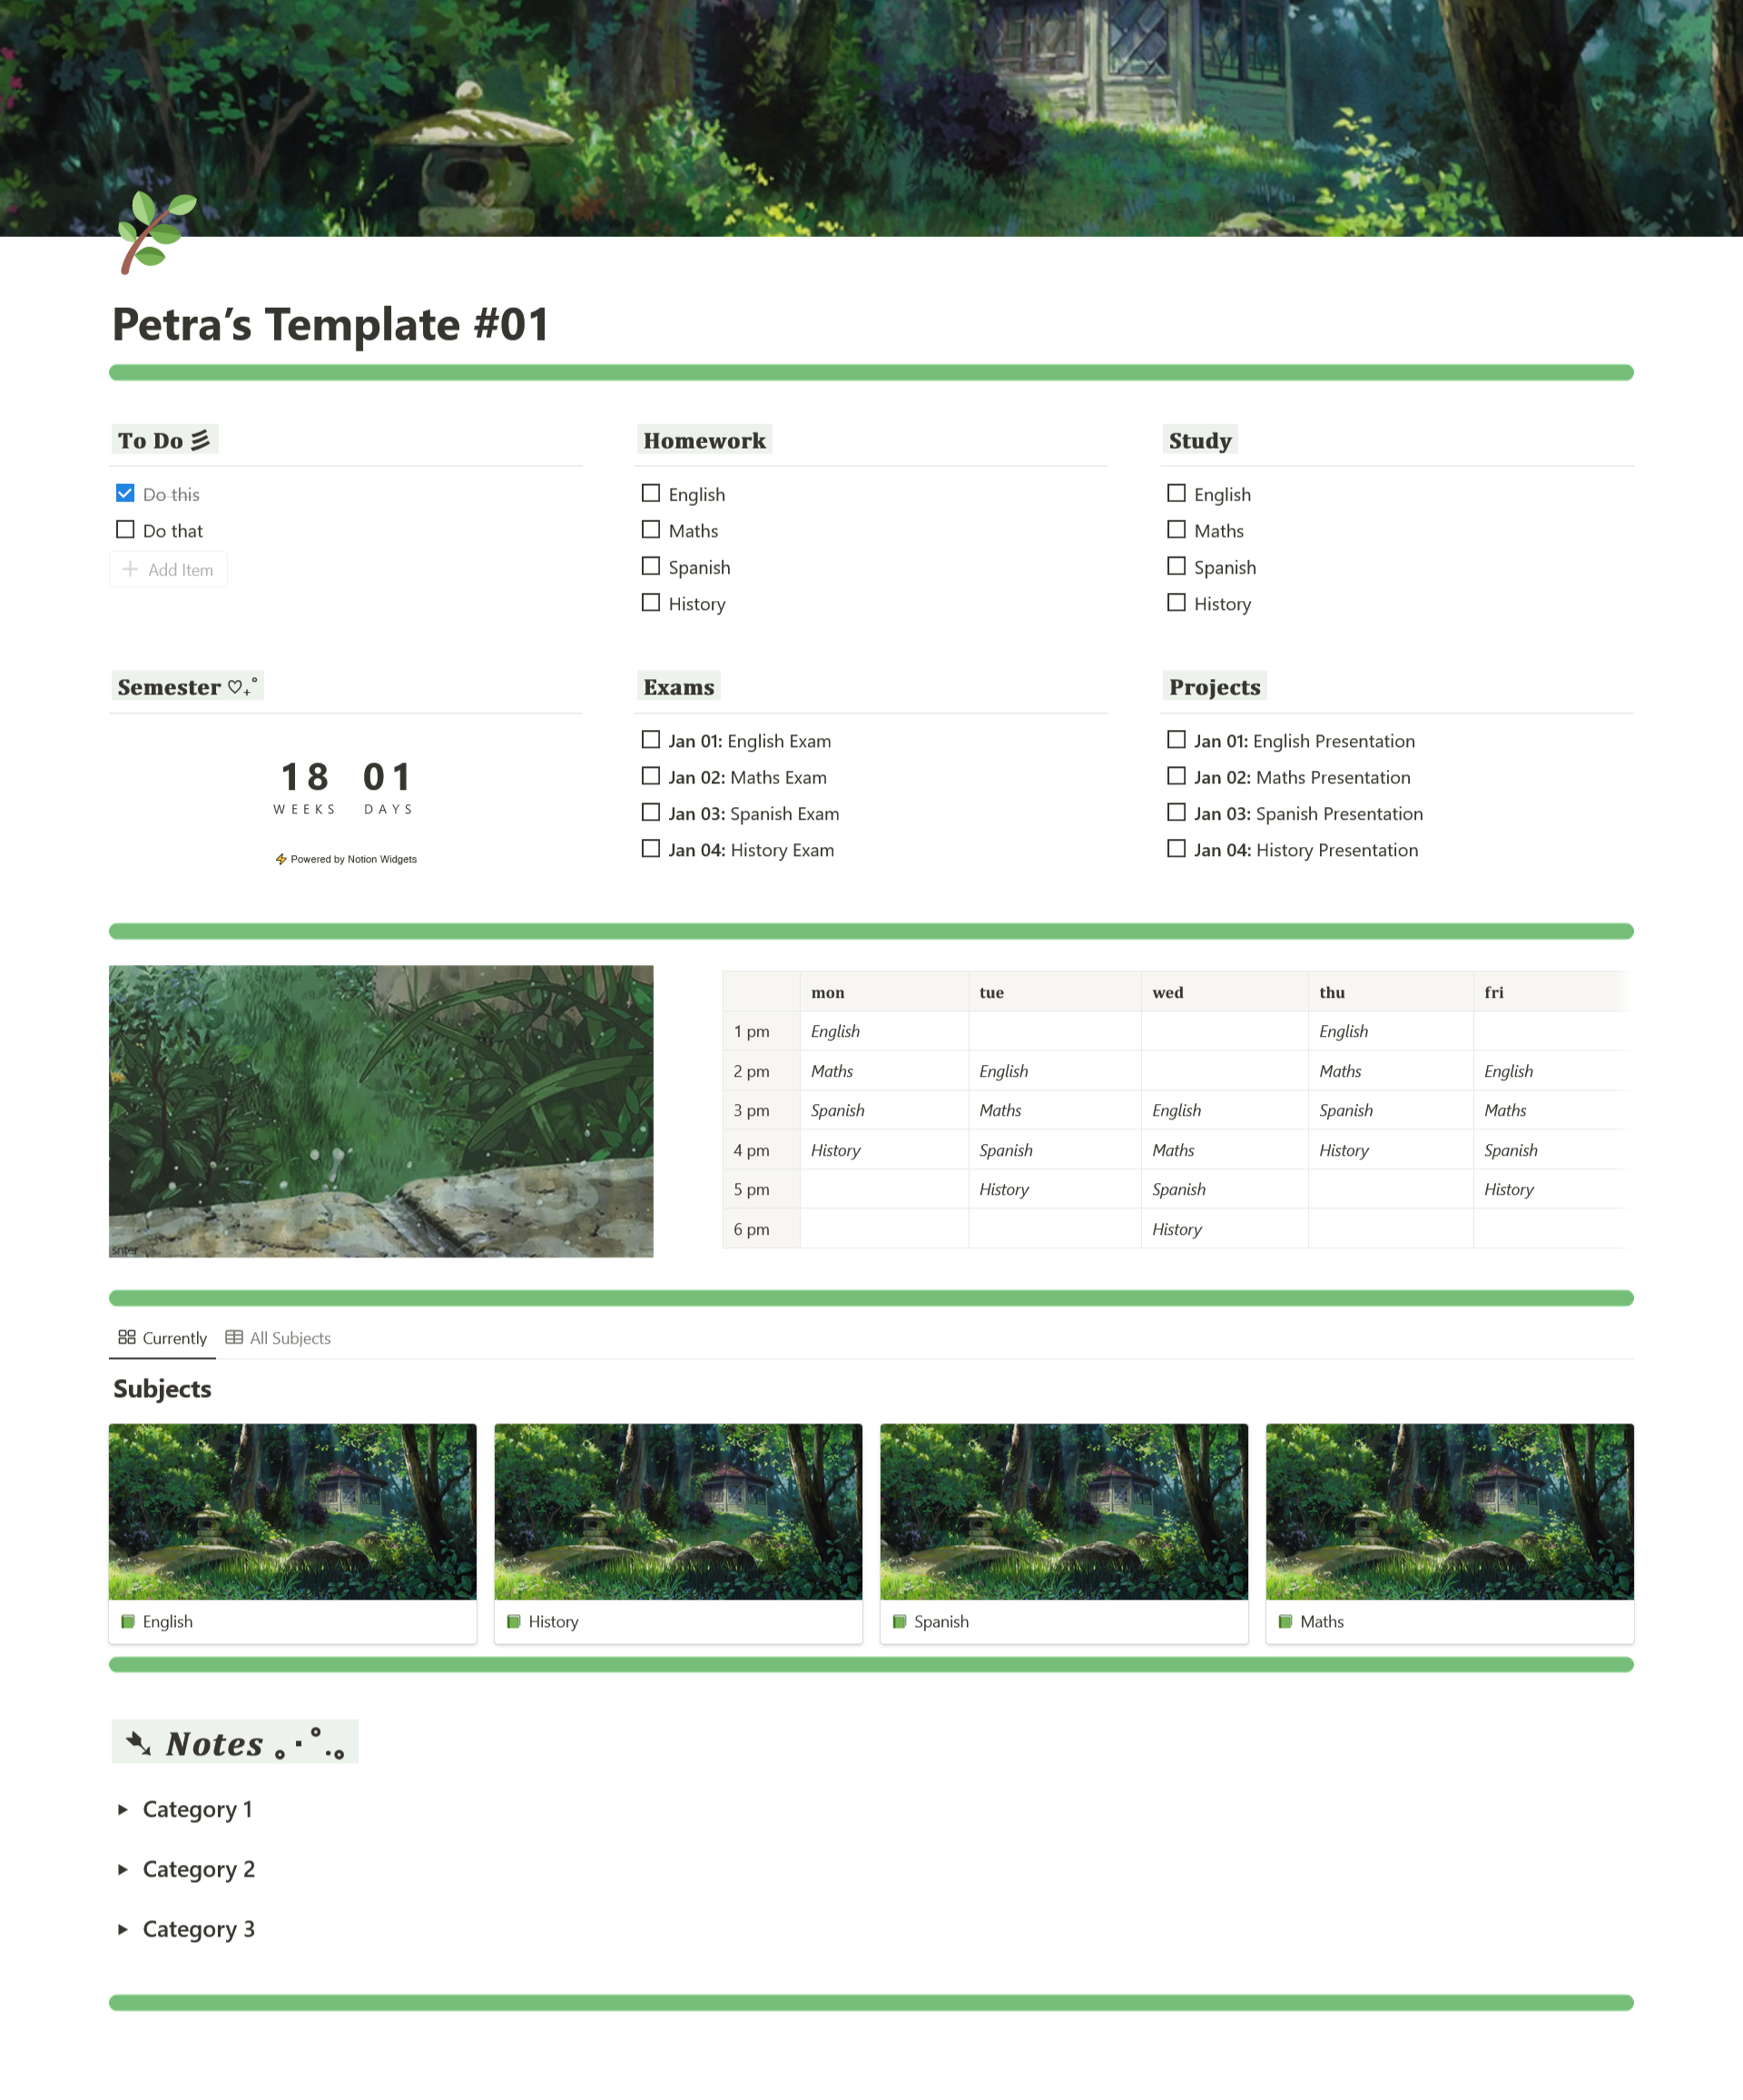 Petra’s Template #01
To Do 彡
Do this
Do that
Add Item
Homework
English
Maths
Spanish
History
Study
English
Maths
Spanish
History
Semester ♡₊˚
18 01
WEEKS DAYS
⚡ Powered by Notion Widgets
Exams
Jan 01: English Exam
Jan 02: Maths Exam
Jan 03: Spanish Exam
Jan 04: History Exam
Projects
Jan 01: English Presentation
Jan 02: Maths Presentation
Jan 03: Spanish Presentation
Jan 04: History Presentation
snter
mon tue wed thu fri
1 pm English English
2 pm Maths English Maths English
3 pm Spanish Maths English Spanish Maths
4 pm History Spanish Maths History Spanish
5 pm History Spanish History
6 pm History
Currently All Subjects
Subjects
English
History
Spanish
Maths
➷ Notes ｡･ﾟ.｡
Category 1
Category 2
Category 3